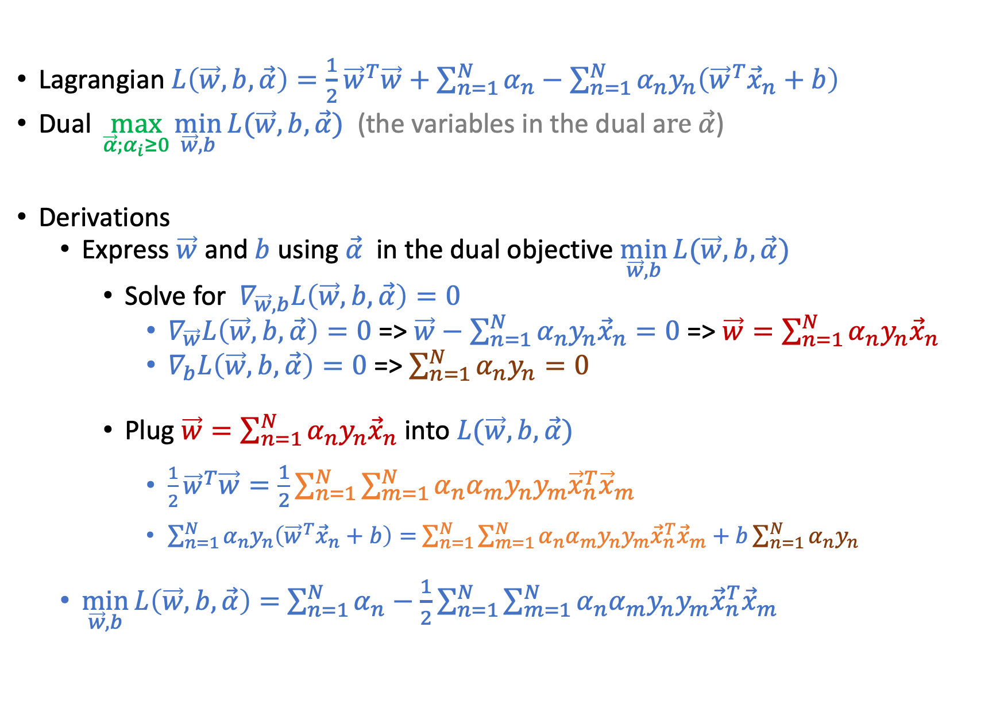 • Lagrangian $L(\vec{w}, b, \vec{\alpha}) = \frac{1}{2}\vec{w}^T\vec{w} + \sum_{n=1}^{N} \alpha_n - \sum_{n=1}^{N} \alpha_n y_n(\vec{w}^T\vec{x}_n + b)$
• Dual $\max_{\vec{\alpha};\alpha_i \geq 0} \min_{\vec{w},b} L(\vec{w}, b, \vec{\alpha})$ (the variables in the dual are $\vec{\alpha}$)
• Derivations
• Express $\vec{w}$ and $b$ using $\vec{\alpha}$ in the dual objective $\min_{\vec{w},b} L(\vec{w}, b, \vec{\alpha})$
• Solve for $\nabla_{\vec{w},b} L(\vec{w}, b, \vec{\alpha}) = 0$
• $\nabla_{\vec{w}} L(\vec{w}, b, \vec{\alpha}) = 0$ => $\vec{w} - \sum_{n=1}^{N} \alpha_n y_n \vec{x}_n = 0$ => $\vec{w} = \sum_{n=1}^{N} \alpha_n y_n \vec{x}_n$
• $\nabla_b L(\vec{w}, b, \vec{\alpha}) = 0$ => $\sum_{n=1}^{N} \alpha_n y_n = 0$
• Plug $\vec{w} = \sum_{n=1}^{N} \alpha_n y_n \vec{x}_n$ into $L(\vec{w}, b, \vec{\alpha})$
• $\frac{1}{2}\vec{w}^T\vec{w} = \frac{1}{2}\sum_{n=1}^{N}\sum_{m=1}^{N} \alpha_n \alpha_m y_n y_m \vec{x}_n^T \vec{x}_m$
• $\sum_{n=1}^{N} \alpha_n y_n(\vec{w}^T\vec{x}_n + b) = \sum_{n=1}^{N}\sum_{m=1}^{N} \alpha_n \alpha_m y_n y_m \vec{x}_n^T \vec{x}_m + b\sum_{n=1}^{N} \alpha_n y_n$
• $\min_{\vec{w},b} L(\vec{w}, b, \vec{\alpha}) = \sum_{n=1}^{N} \alpha_n - \frac{1}{2}\sum_{n=1}^{N}\sum_{m=1}^{N} \alpha_n \alpha_m y_n y_m \vec{x}_n^T \vec{x}_m$